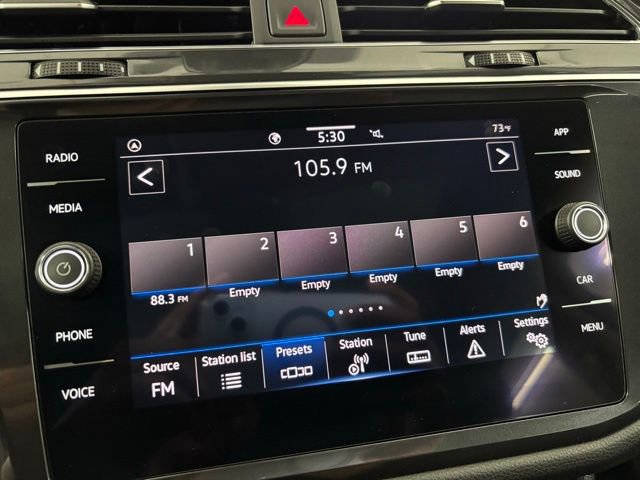 5:30
73°F
RADIO
APP
105.9 FM
MEDIA
SOUND
1 2 3 4 5 6
88.3 FM Empty Empty Empty Empty Empty
PHONE
CAR
VOICE
MENU
Source Station list Presets Station Tune Alerts Settings
FM